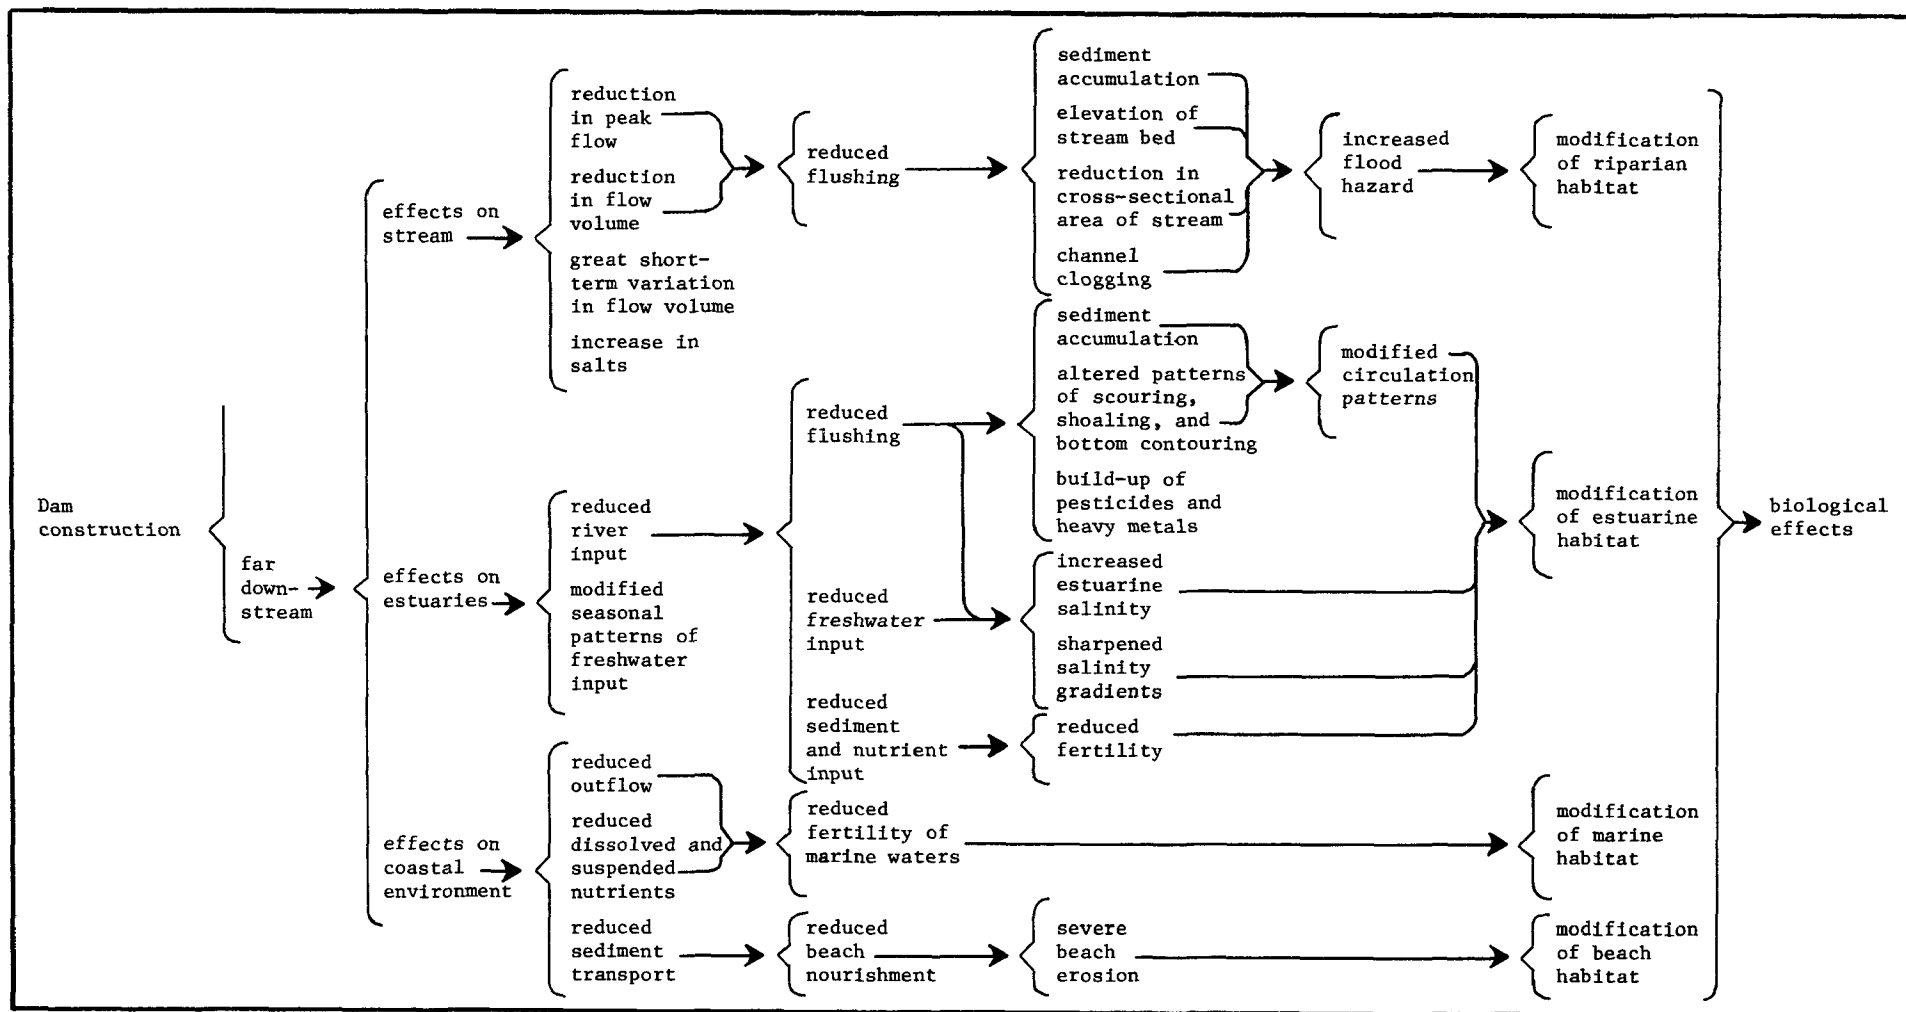 Dam
construction
far
down-
stream
effects on
stream
effects on
estuaries
effects on
coastal
environment
reduction
in peak
flow
reduction
in flow
volume
great short-
term variation
in flow volume
increase in
salts
reduced
river
input
modified
seasonal
patterns of
freshwater
input
reduced
outflow
reduced
dissolved and
suspended
nutrients
reduced
sediment
transport
reduced
flushing
reduced
flushing
reduced
freshwater
input
reduced
sediment
and nutrient
input
reduced
fertility of
marine waters
reduced
beach
nourishment
sediment
accumulation
elevation of
stream bed
reduction in
cross-sectional
area of stream
channel
clogging
sediment
accumulation
altered patterns
of scouring,
shoaling, and
bottom contouring
build-up of
pesticides and
heavy metals
increased
estuarine
salinity
sharpened
salinity
gradients
reduced
fertility
severe
beach
erosion
increased
flood
hazard
modified
circulation
patterns
modification
of riparian
habitat
modification
of estuarine
habitat
modification
of marine
habitat
modification
of beach
habitat
biological
effects